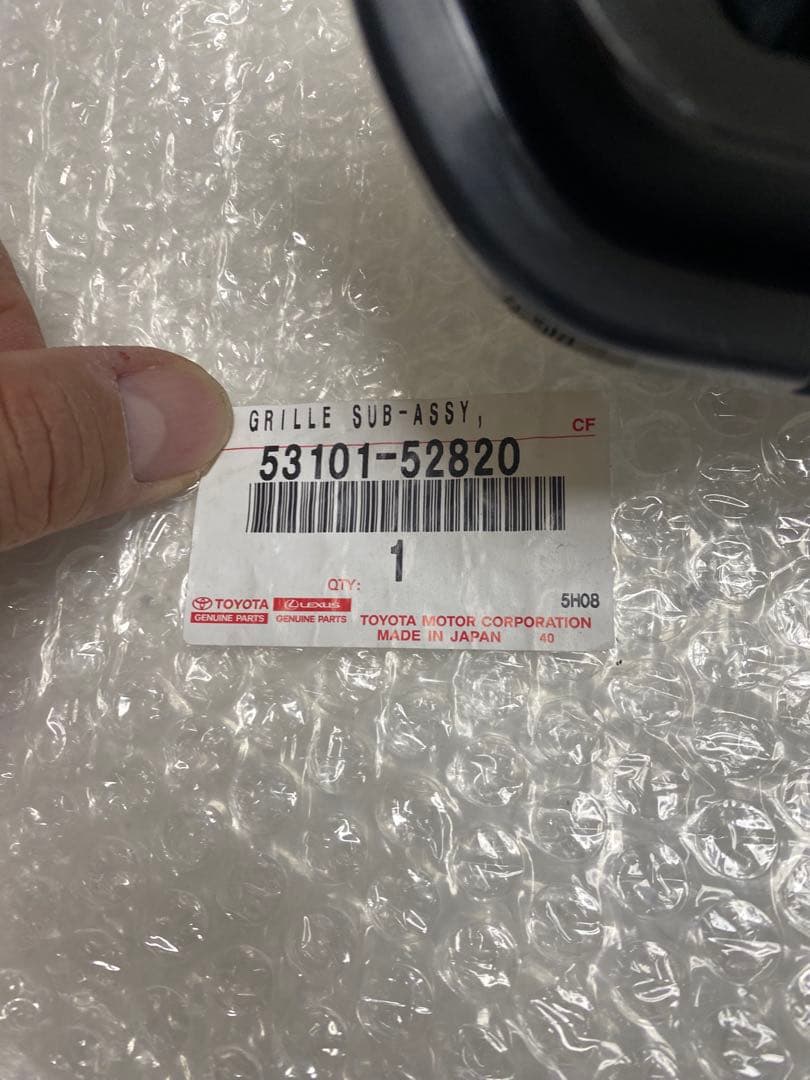 GRILLE SUB-ASSY,
CF
53101-52820
1
QTY:
5H08
TOYOTA LEXUS
GENUINE PARTS GENUINE PARTS
TOYOTA MOTOR CORPORATION
MADE IN JAPAN 40